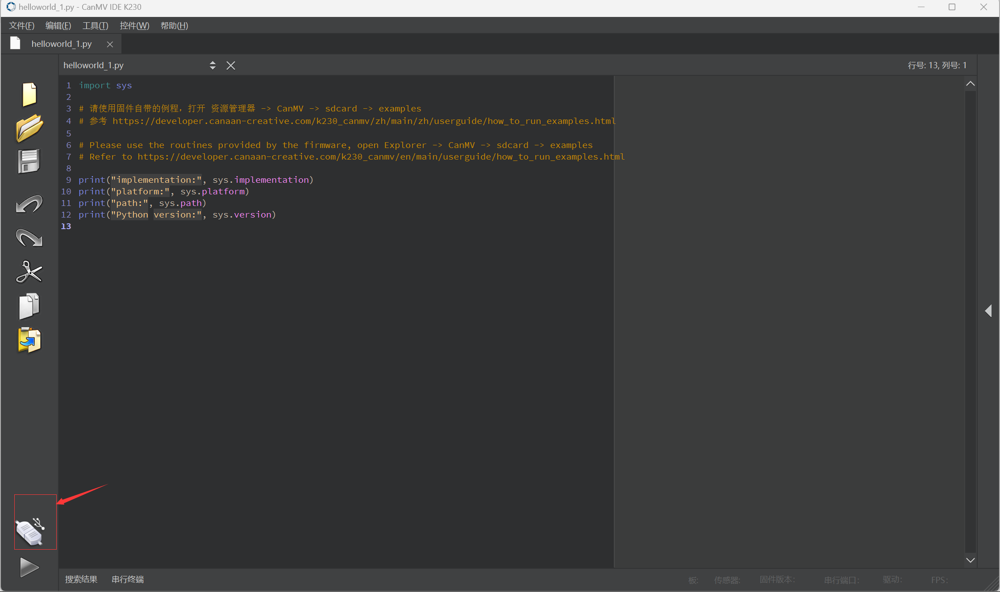 helloworld_1.py - CanMV IDE K230
文件(F) 编辑(E) 工具(T) 控件(W) 帮助(H)
helloworld_1.py
helloworld_1.py 行号: 13, 列号: 1
1 import sys
2
3 # 请使用固件自带的例程，打开 资源管理器 -> CanMV -> sdcard -> examples
4 # 参考 https://developer.canaan-creative.com/k230_canmv/zh/main/zh/userguide/how_to_run_examples.html
5
6 # Please use the routines provided by the firmware, open Explorer -> CanMV -> sdcard -> examples
7 # Refer to https://developer.canaan-creative.com/k230_canmv/en/main/userguide/how_to_run_examples.html
8
9 print("implementation:", sys.implementation)
10 print("platform:", sys.platform)
11 print("path:", sys.path)
12 print("Python version:", sys.version)
13
搜索结果 串行终端 板: 传感器: 固件版本: 串行端口: 驱动: FPS: